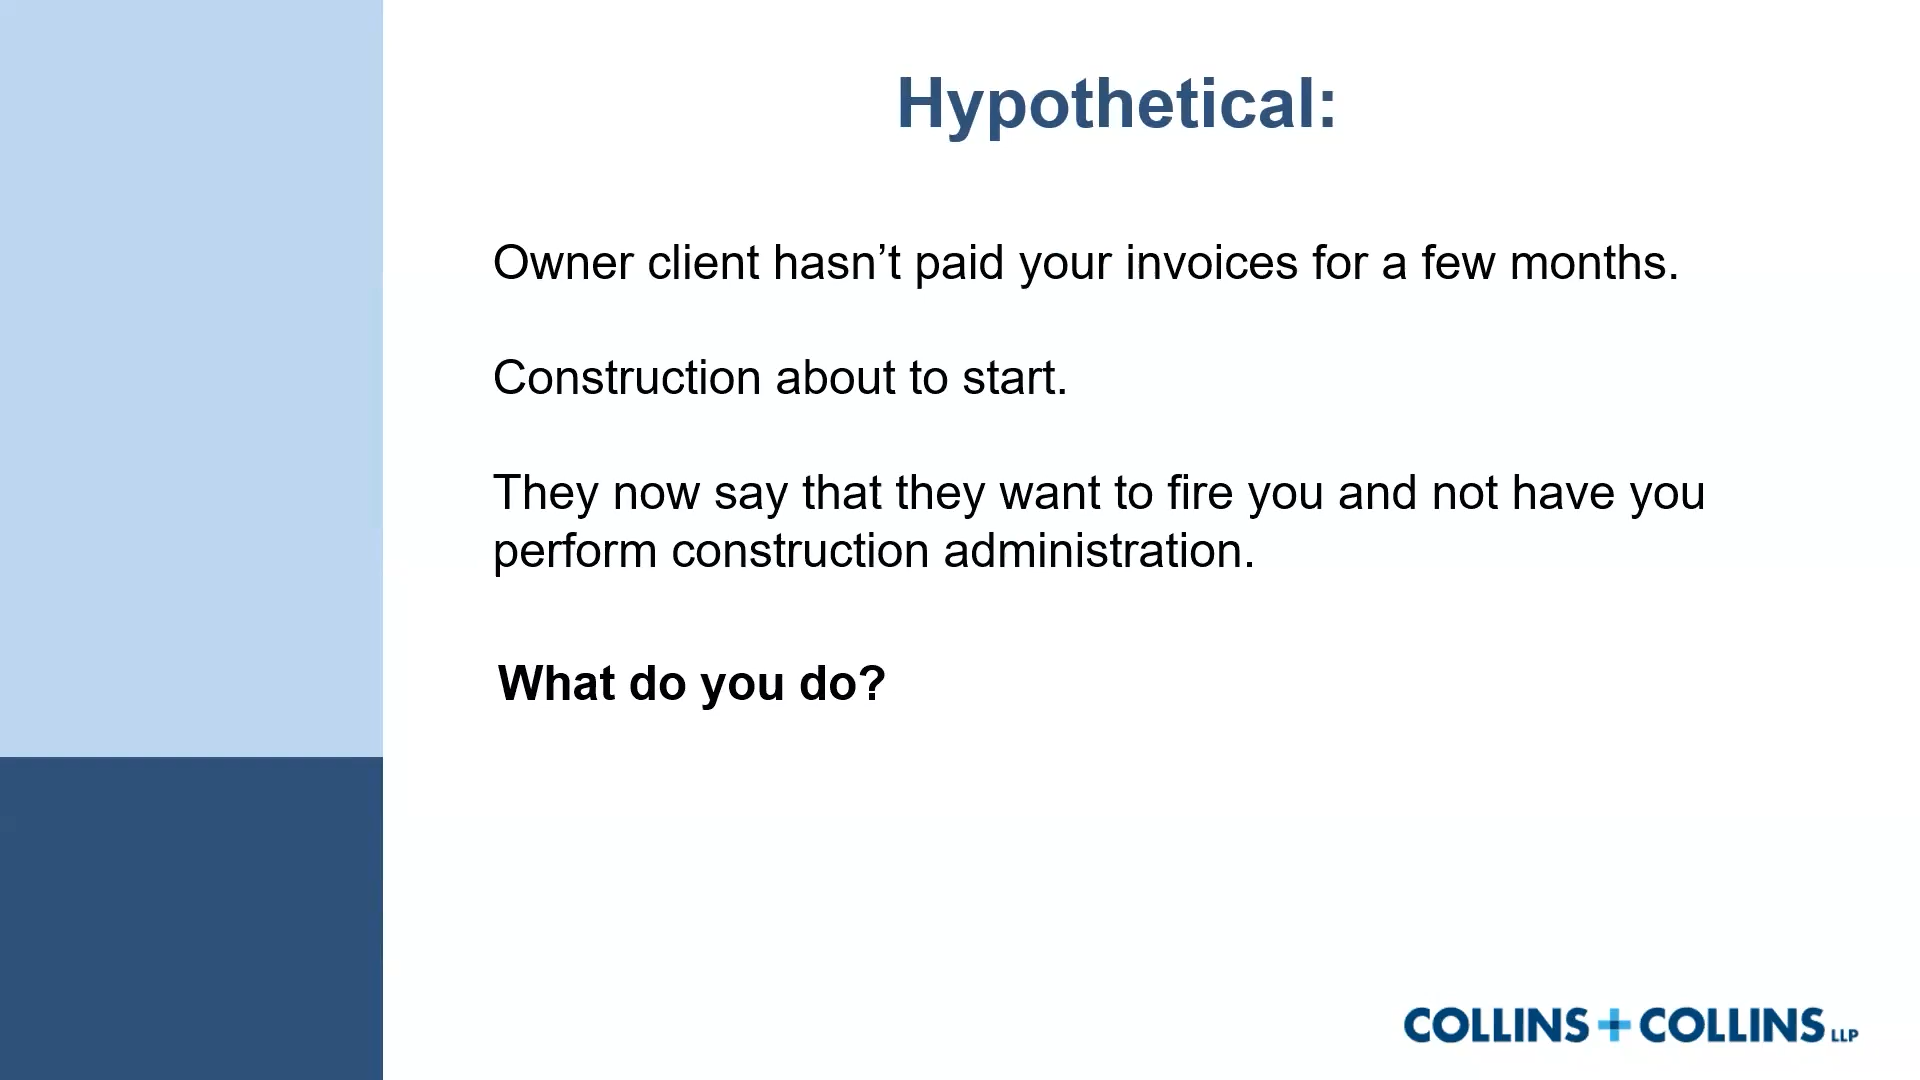 Hypothetical:
Owner client hasn’t paid your invoices for a few months.
Construction about to start.
They now say that they want to fire you and not have you
perform construction administration.
What do you do?
COLLINS + COLLINS LLP